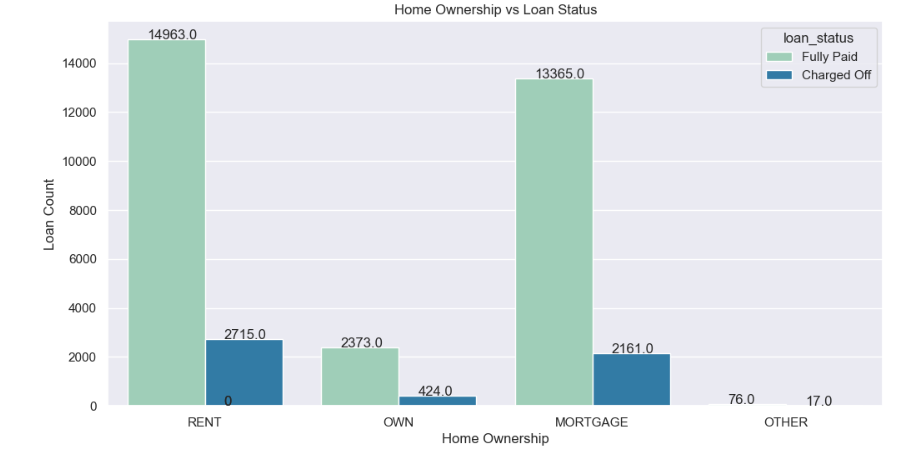 Home Ownership vs Loan Status
loan_status
Fully Paid
Charged Off
14963.0
13365.0
2715.0
2373.0
2161.0
424.0
76.0
17.0
0
Loan Count
14000
12000
10000
8000
6000
4000
2000
0
RENT OWN MORTGAGE OTHER
Home Ownership